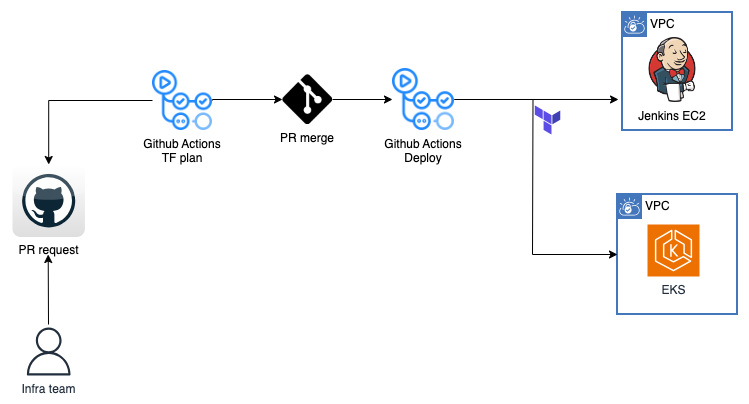 VPC
Jenkins EC2
Github Actions
TF plan
PR merge
Github Actions
Deploy
VPC
K
EKS
PR request
Infra team